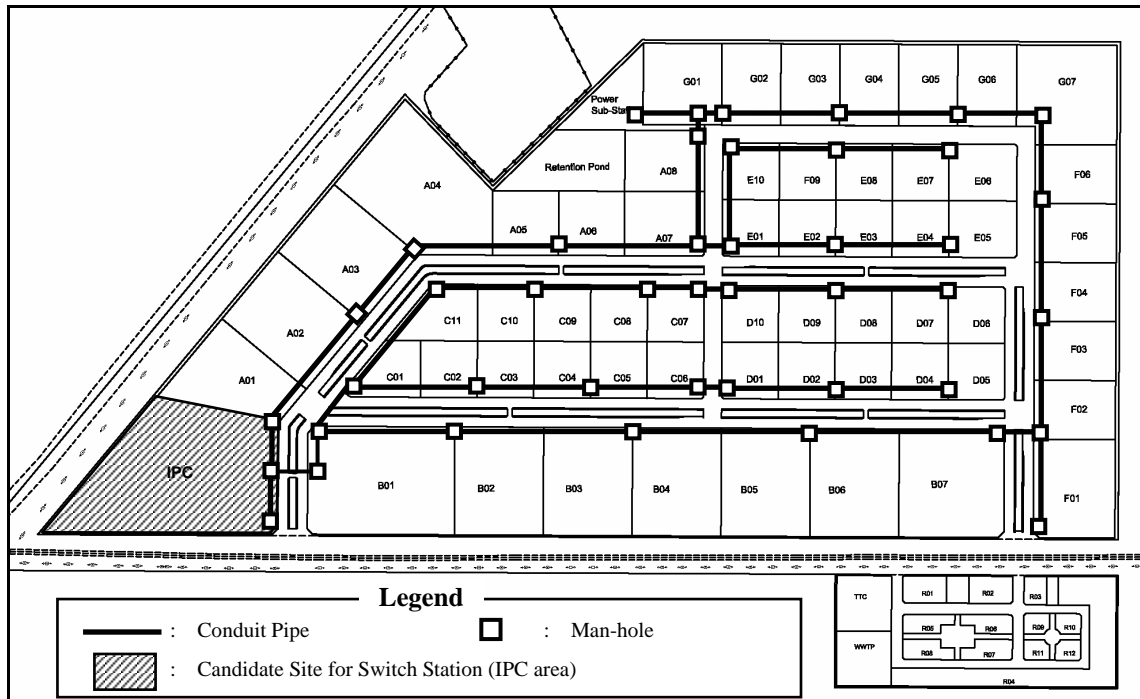 G01 G02 G03 G04 G05 G06 G07
Power
Sub-Stat
Retention Pond A08
A04 E10 F09 E08 E07 E06 F06
A05 A06 A07 E01 E02 E03 E04 E05 F05
A03
A02
C11 C10 C09 C08 C07 D10 D09 D08 D07 D06 F04
A01 C01 C02 C03 C04 C05 C06 D01 D02 D03 D04 D05 F03
F02
IPC
B01 B02 B03 B04 B05 B06 B07 F01
Legend
: Conduit Pipe : Man-hole
: Candidate Site for Switch Station (IPC area)
TTC R01 R02 R03
R05 R06 R09 R10
WWTP R08 R07 R11 R12
R04